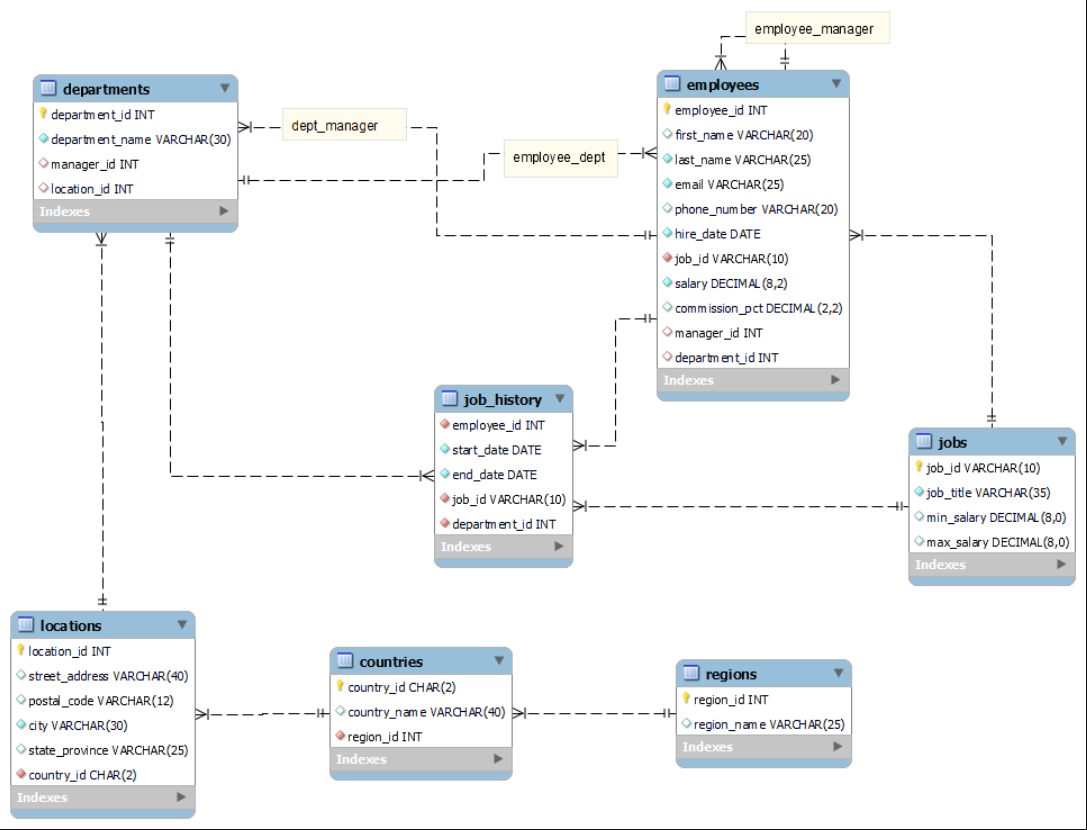 employee_manager
departments
department_id INT
department_name VARCHAR(30)
manager_id INT
location_id INT
Indexes
dept_manager
employee_dept
employees
employee_id INT
first_name VARCHAR(20)
last_name VARCHAR(25)
email VARCHAR(25)
phone_number VARCHAR(20)
hire_date DATE
job_id VARCHAR(10)
salary DECIMAL(8,2)
commission_pct DECIMAL(2,2)
manager_id INT
department_id INT
Indexes
job_history
employee_id INT
start_date DATE
end_date DATE
job_id VARCHAR(10)
department_id INT
Indexes
jobs
job_id VARCHAR(10)
job_title VARCHAR(35)
min_salary DECIMAL(8,0)
max_salary DECIMAL(8,0)
Indexes
locations
location_id INT
street_address VARCHAR(40)
postal_code VARCHAR(12)
city VARCHAR(30)
state_province VARCHAR(25)
country_id CHAR(2)
Indexes
countries
country_id CHAR(2)
country_name VARCHAR(40)
region_id INT
Indexes
regions
region_id INT
region_name VARCHAR(25)
Indexes